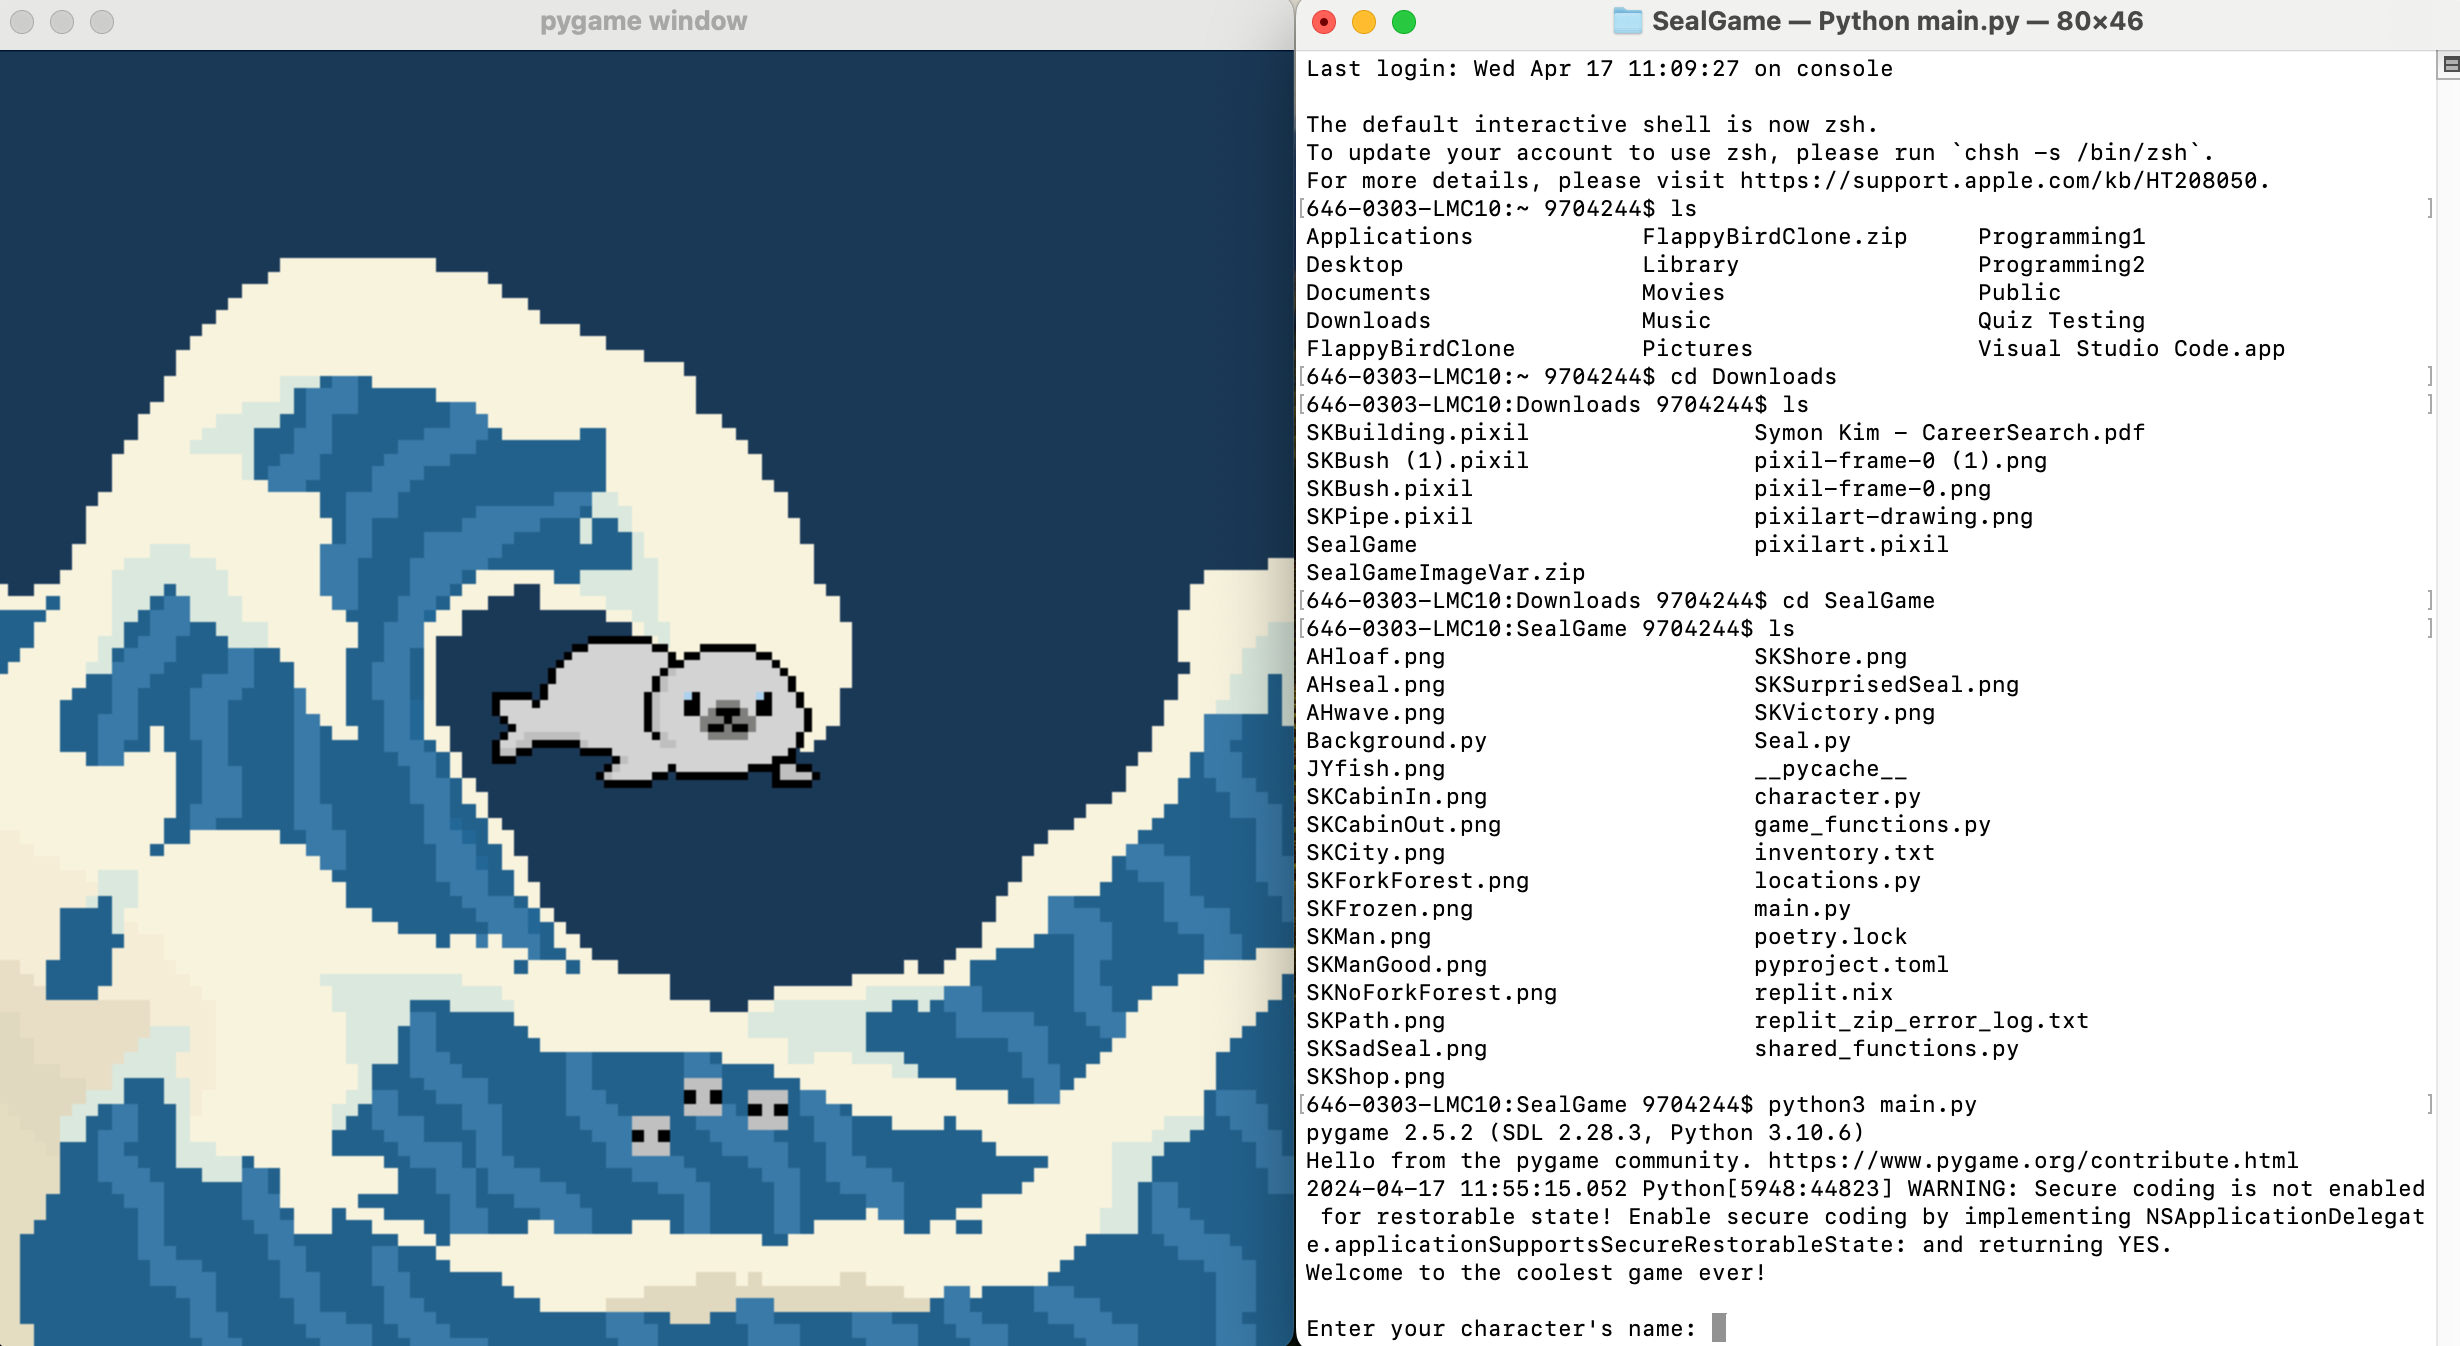 pygame window
SealGame — Python main.py — 80×46
Last login: Wed Apr 17 11:09:27 on console
The default interactive shell is now zsh.
To update your account to use zsh, please run `chsh -s /bin/zsh`.
For more details, please visit https://support.apple.com/kb/HT208050.
[646-0303-LMC10:~ 9704244$ ls ]
Applications FlappyBirdClone.zip Programming1
Desktop Library Programming2
Documents Movies Public
Downloads Music Quiz Testing
FlappyBirdClone Pictures Visual Studio Code.app
[646-0303-LMC10:~ 9704244$ cd Downloads ]
[646-0303-LMC10:Downloads 9704244$ ls ]
SKBuilding.pixil Symon Kim - CareerSearch.pdf
SKBush (1).pixil pixil-frame-0 (1).png
SKBush.pixil pixil-frame-0.png
SKPipe.pixil pixilart-drawing.png
SealGame pixilart.pixil
SealGameImageVar.zip
[646-0303-LMC10:Downloads 9704244$ cd SealGame ]
[646-0303-LMC10:SealGame 9704244$ ls ]
AHloaf.png SKShore.png
AHseal.png SKSurprisedSeal.png
AHwave.png SKVictory.png
Background.py Seal.py
JYfish.png __pycache__
SKCabinIn.png character.py
SKCabinOut.png game_functions.py
SKCity.png inventory.txt
SKForkForest.png locations.py
SKFrozen.png main.py
SKMan.png poetry.lock
SKManGood.png pyproject.toml
SKNoForkForest.png replit.nix
SKPath.png replit_zip_error_log.txt
SKSadSeal.png shared_functions.py
SKShop.png
[646-0303-LMC10:SealGame 9704244$ python3 main.py ]
pygame 2.5.2 (SDL 2.28.3, Python 3.10.6)
Hello from the pygame community. https://www.pygame.org/contribute.html
2024-04-17 11:55:15.052 Python[5948:44823] WARNING: Secure coding is not enabled
for restorable state! Enable secure coding by implementing NSApplicationDelegat
e.applicationSupportsSecureRestorableState: and returning YES.
Welcome to the coolest game ever!
Enter your character's name: